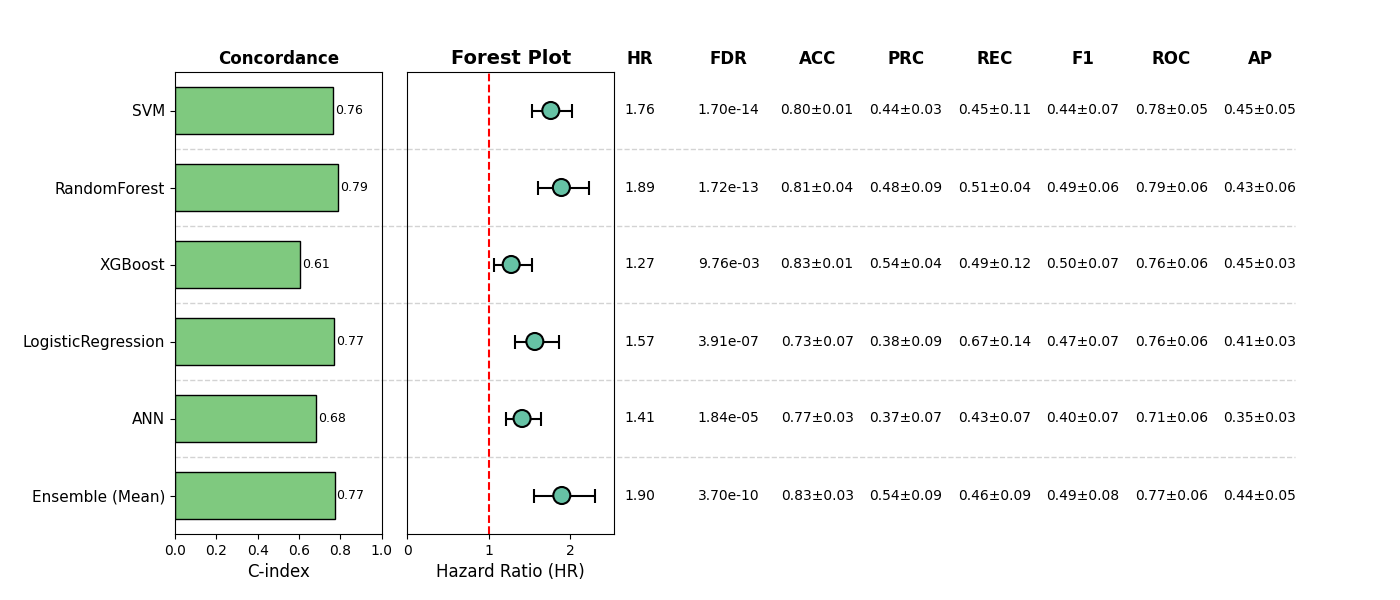 Concordance Forest Plot HR FDR ACC PRC REC F1 ROC AP
SVM 0.76 1.76 1.70e-14 0.80±0.01 0.44±0.03 0.45±0.11 0.44±0.07 0.78±0.05 0.45±0.05
RandomForest 0.79 1.89 1.72e-13 0.81±0.04 0.48±0.09 0.51±0.04 0.49±0.06 0.79±0.06 0.43±0.06
XGBoost 0.61 1.27 9.76e-03 0.83±0.01 0.54±0.04 0.49±0.12 0.50±0.07 0.76±0.06 0.45±0.03
LogisticRegression 0.77 1.57 3.91e-07 0.73±0.07 0.38±0.09 0.67±0.14 0.47±0.07 0.76±0.06 0.41±0.03
ANN 0.68 1.41 1.84e-05 0.77±0.03 0.37±0.07 0.43±0.07 0.40±0.07 0.71±0.06 0.35±0.03
Ensemble (Mean) 0.77 1.90 3.70e-10 0.83±0.03 0.54±0.09 0.46±0.09 0.49±0.08 0.77±0.06 0.44±0.05
0.0 0.2 0.4 0.6 0.8 1.0 0 1 2
C-index Hazard Ratio (HR)